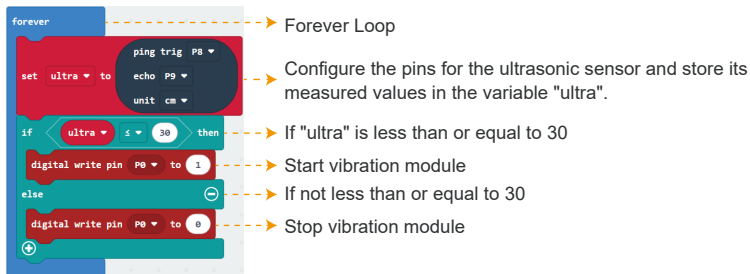 forever
Forever Loop
ping trig P8
set ultra to
echo P9
unit cm
Configure the pins for the ultrasonic sensor and store its
measured values in the variable "ultra".
if ultra ≤ 30 then
If "ultra" is less than or equal to 30
digital write pin P0 to 1
Start vibration module
else
If not less than or equal to 30
digital write pin P0 to 0
Stop vibration module